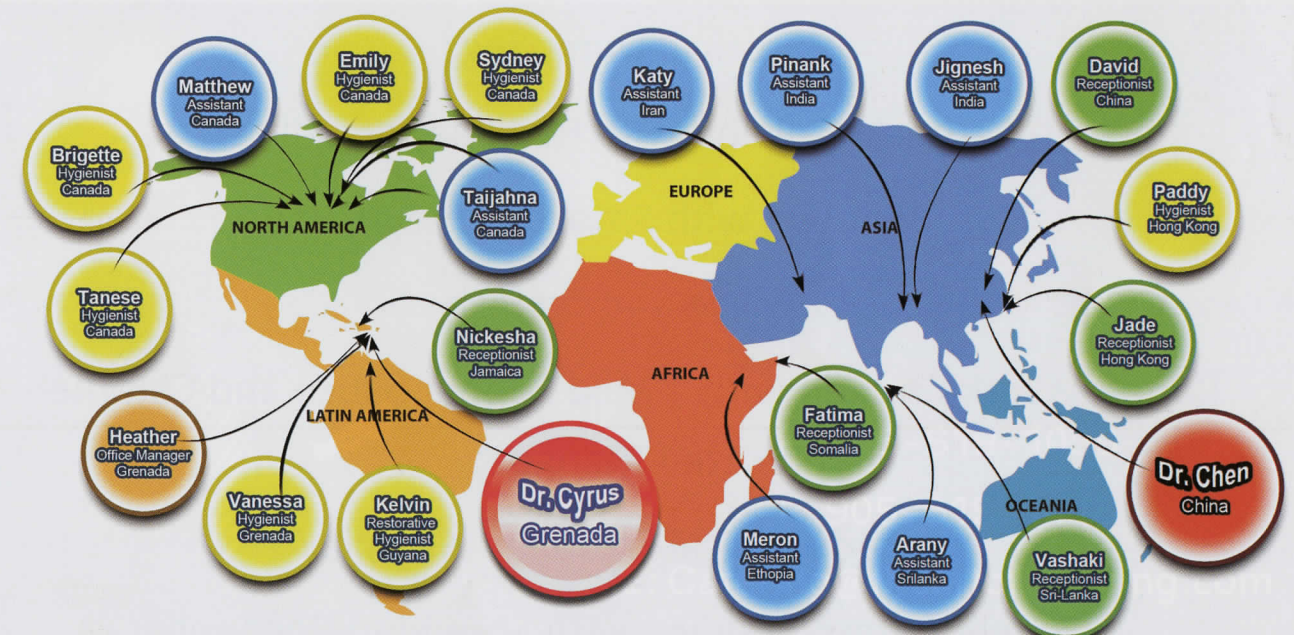 Emily
Hygienist
Canada
Sydney
Hygienist
Canada
Matthew
Assistant
Canada
Brigette
Hygienist
Canada
Taijahna
Assistant
Canada
Tanese
Hygienist
Canada
NORTH AMERICA
Katy
Assistant
Iran
Pinank
Assistant
India
Jignesh
Assistant
India
David
Receptionist
China
Paddy
Hygienist
Hong Kong
EUROPE
ASIA
Nickesha
Receptionist
Jamaica
Jade
Receptionist
Hong Kong
AFRICA
LATIN AMERICA
Heather
Office Manager
Grenada
Vanessa
Hygienist
Grenada
Kelvin
Restorative
Hygienist
Guyana
Dr. Cyrus
Grenada
Fatima
Receptionist
Somalia
Meron
Assistant
Ethopia
Arany
Assistant
Srilanka
OCEANIA
Vashaki
Receptionist
Sri-Lanka
Dr. Chen
China